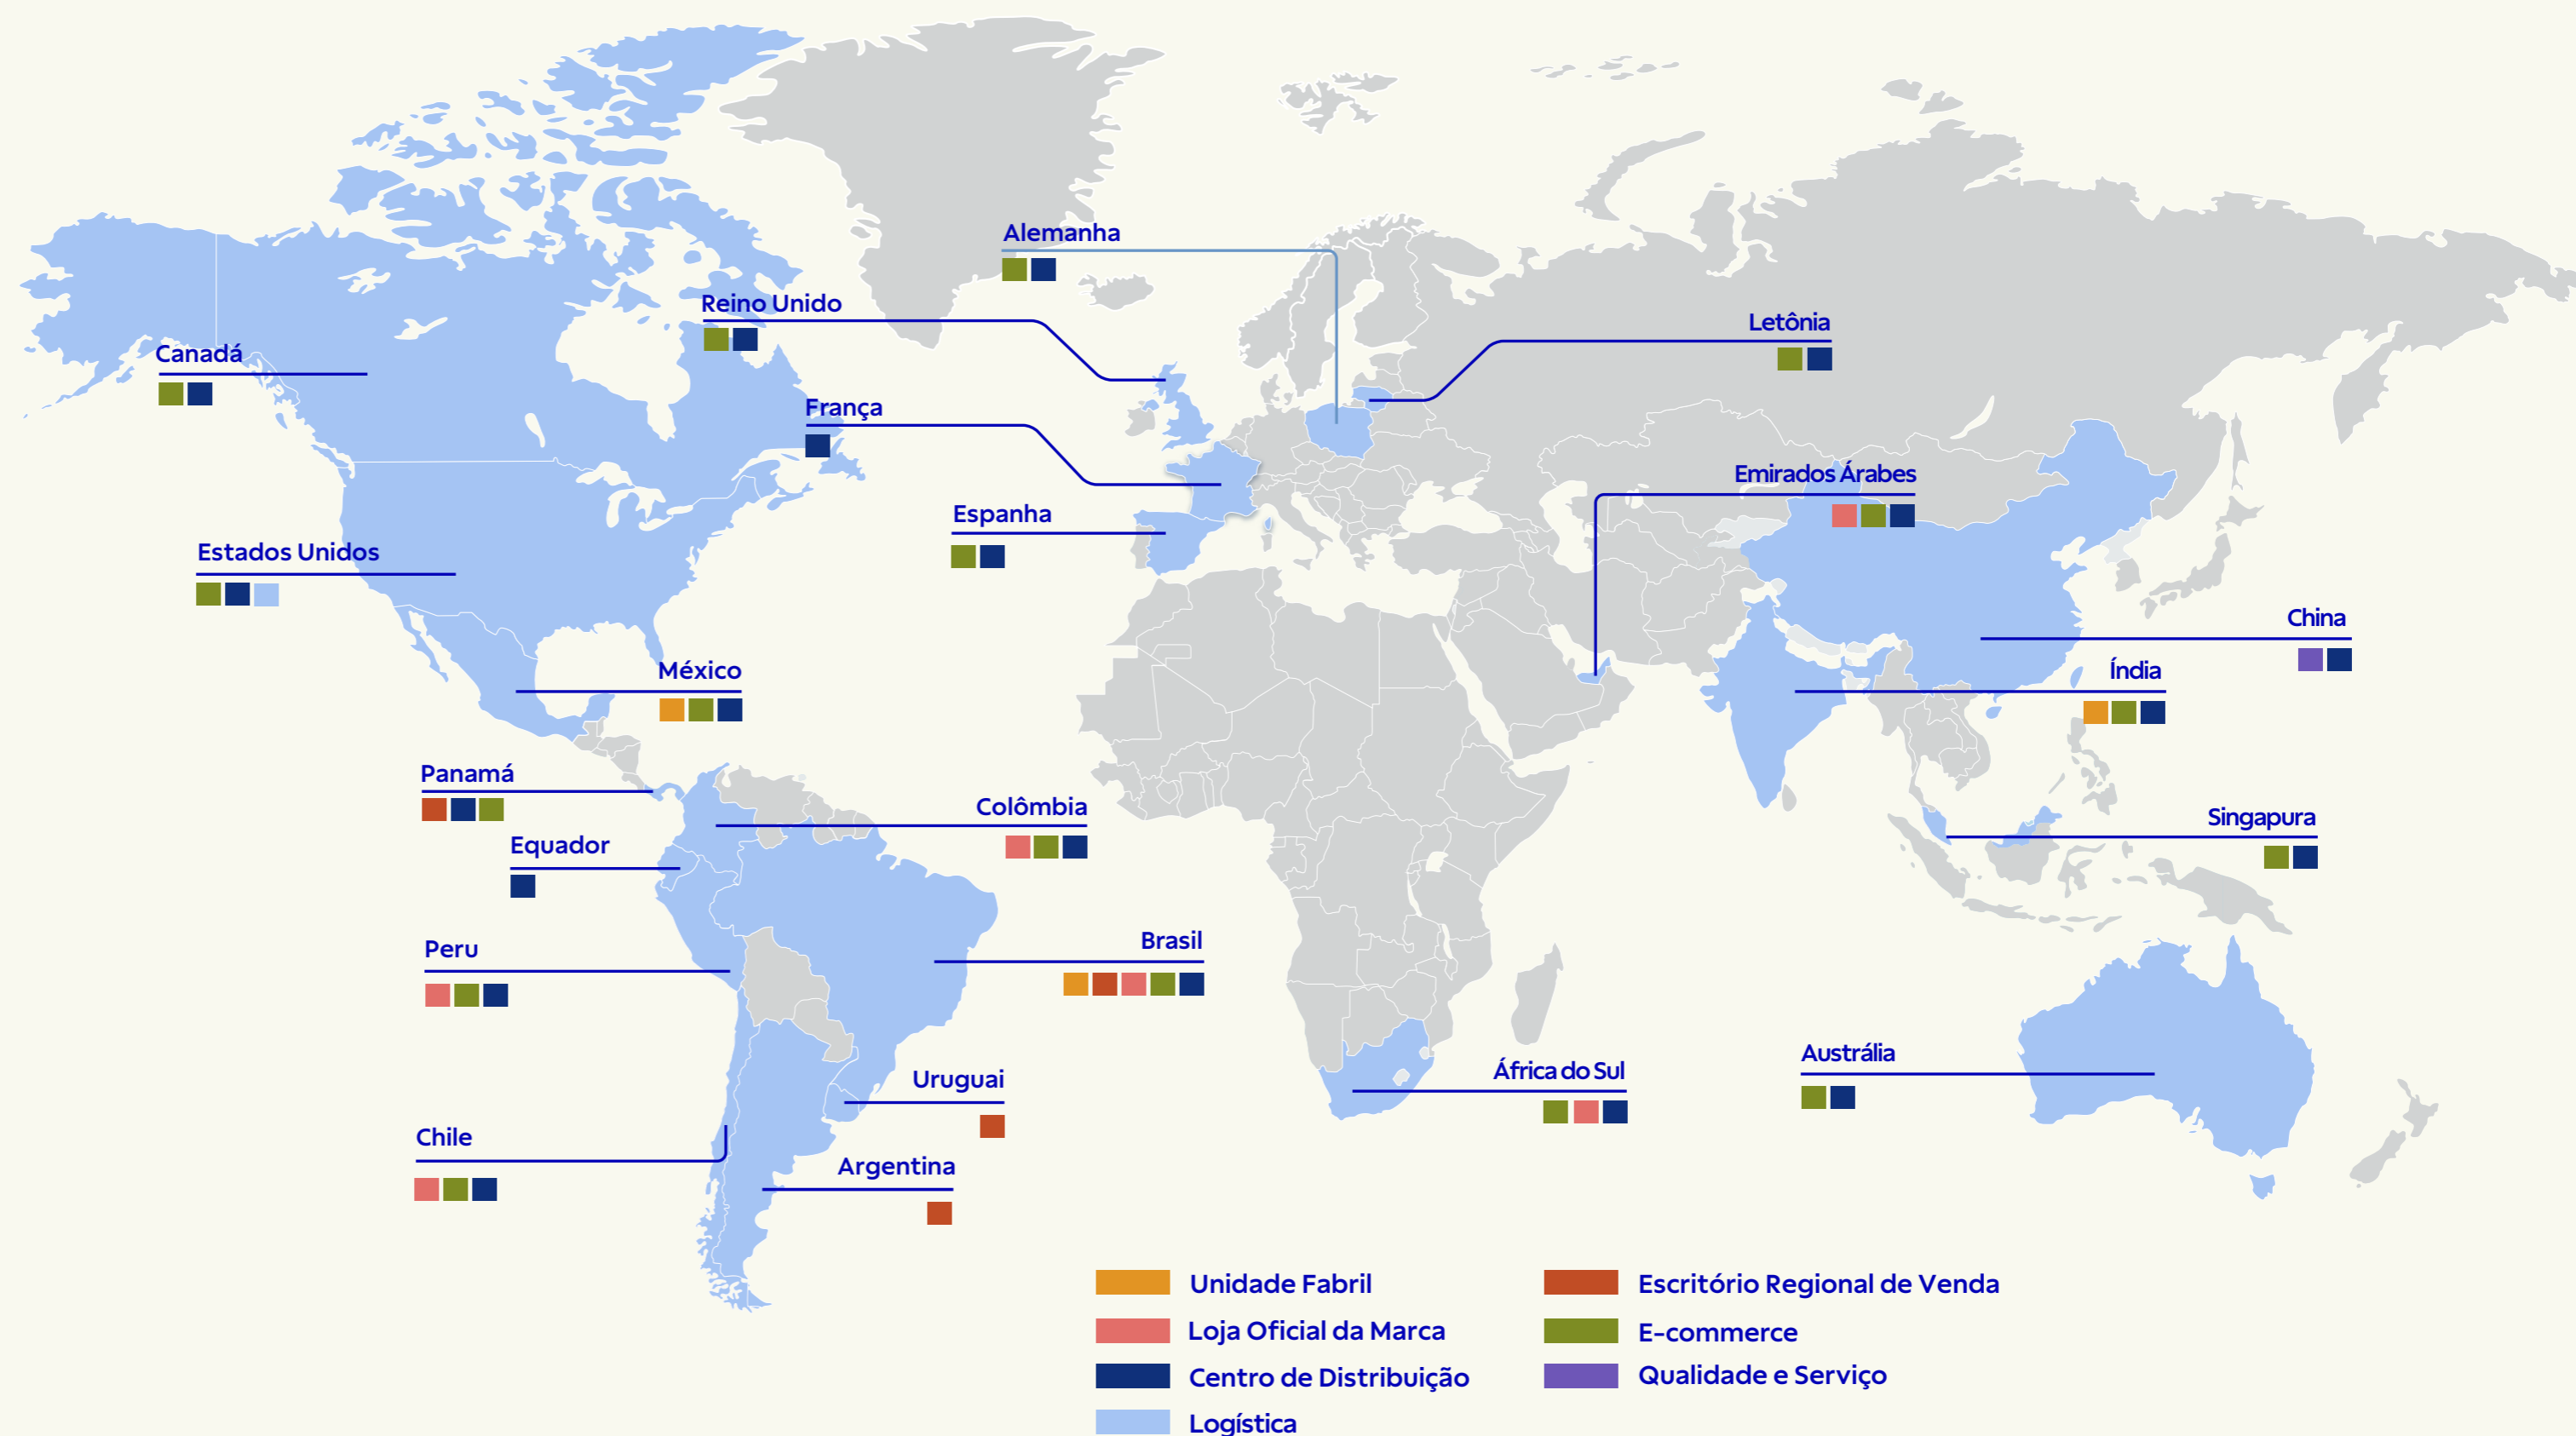 Alemanha
Reino Unido
Letônia
Canadá
França
Emirados Árabes
Espanha
Estados Unidos
China
México
Índia
Panamá
Colômbia
Singapura
Equador
Brasil
Peru
Austrália
África do Sul
Uruguai
Chile
Argentina
Unidade Fabril
Escritório Regional de Venda
Loja Oficial da Marca
E-commerce
Centro de Distribuição
Qualidade e Serviço
Logística